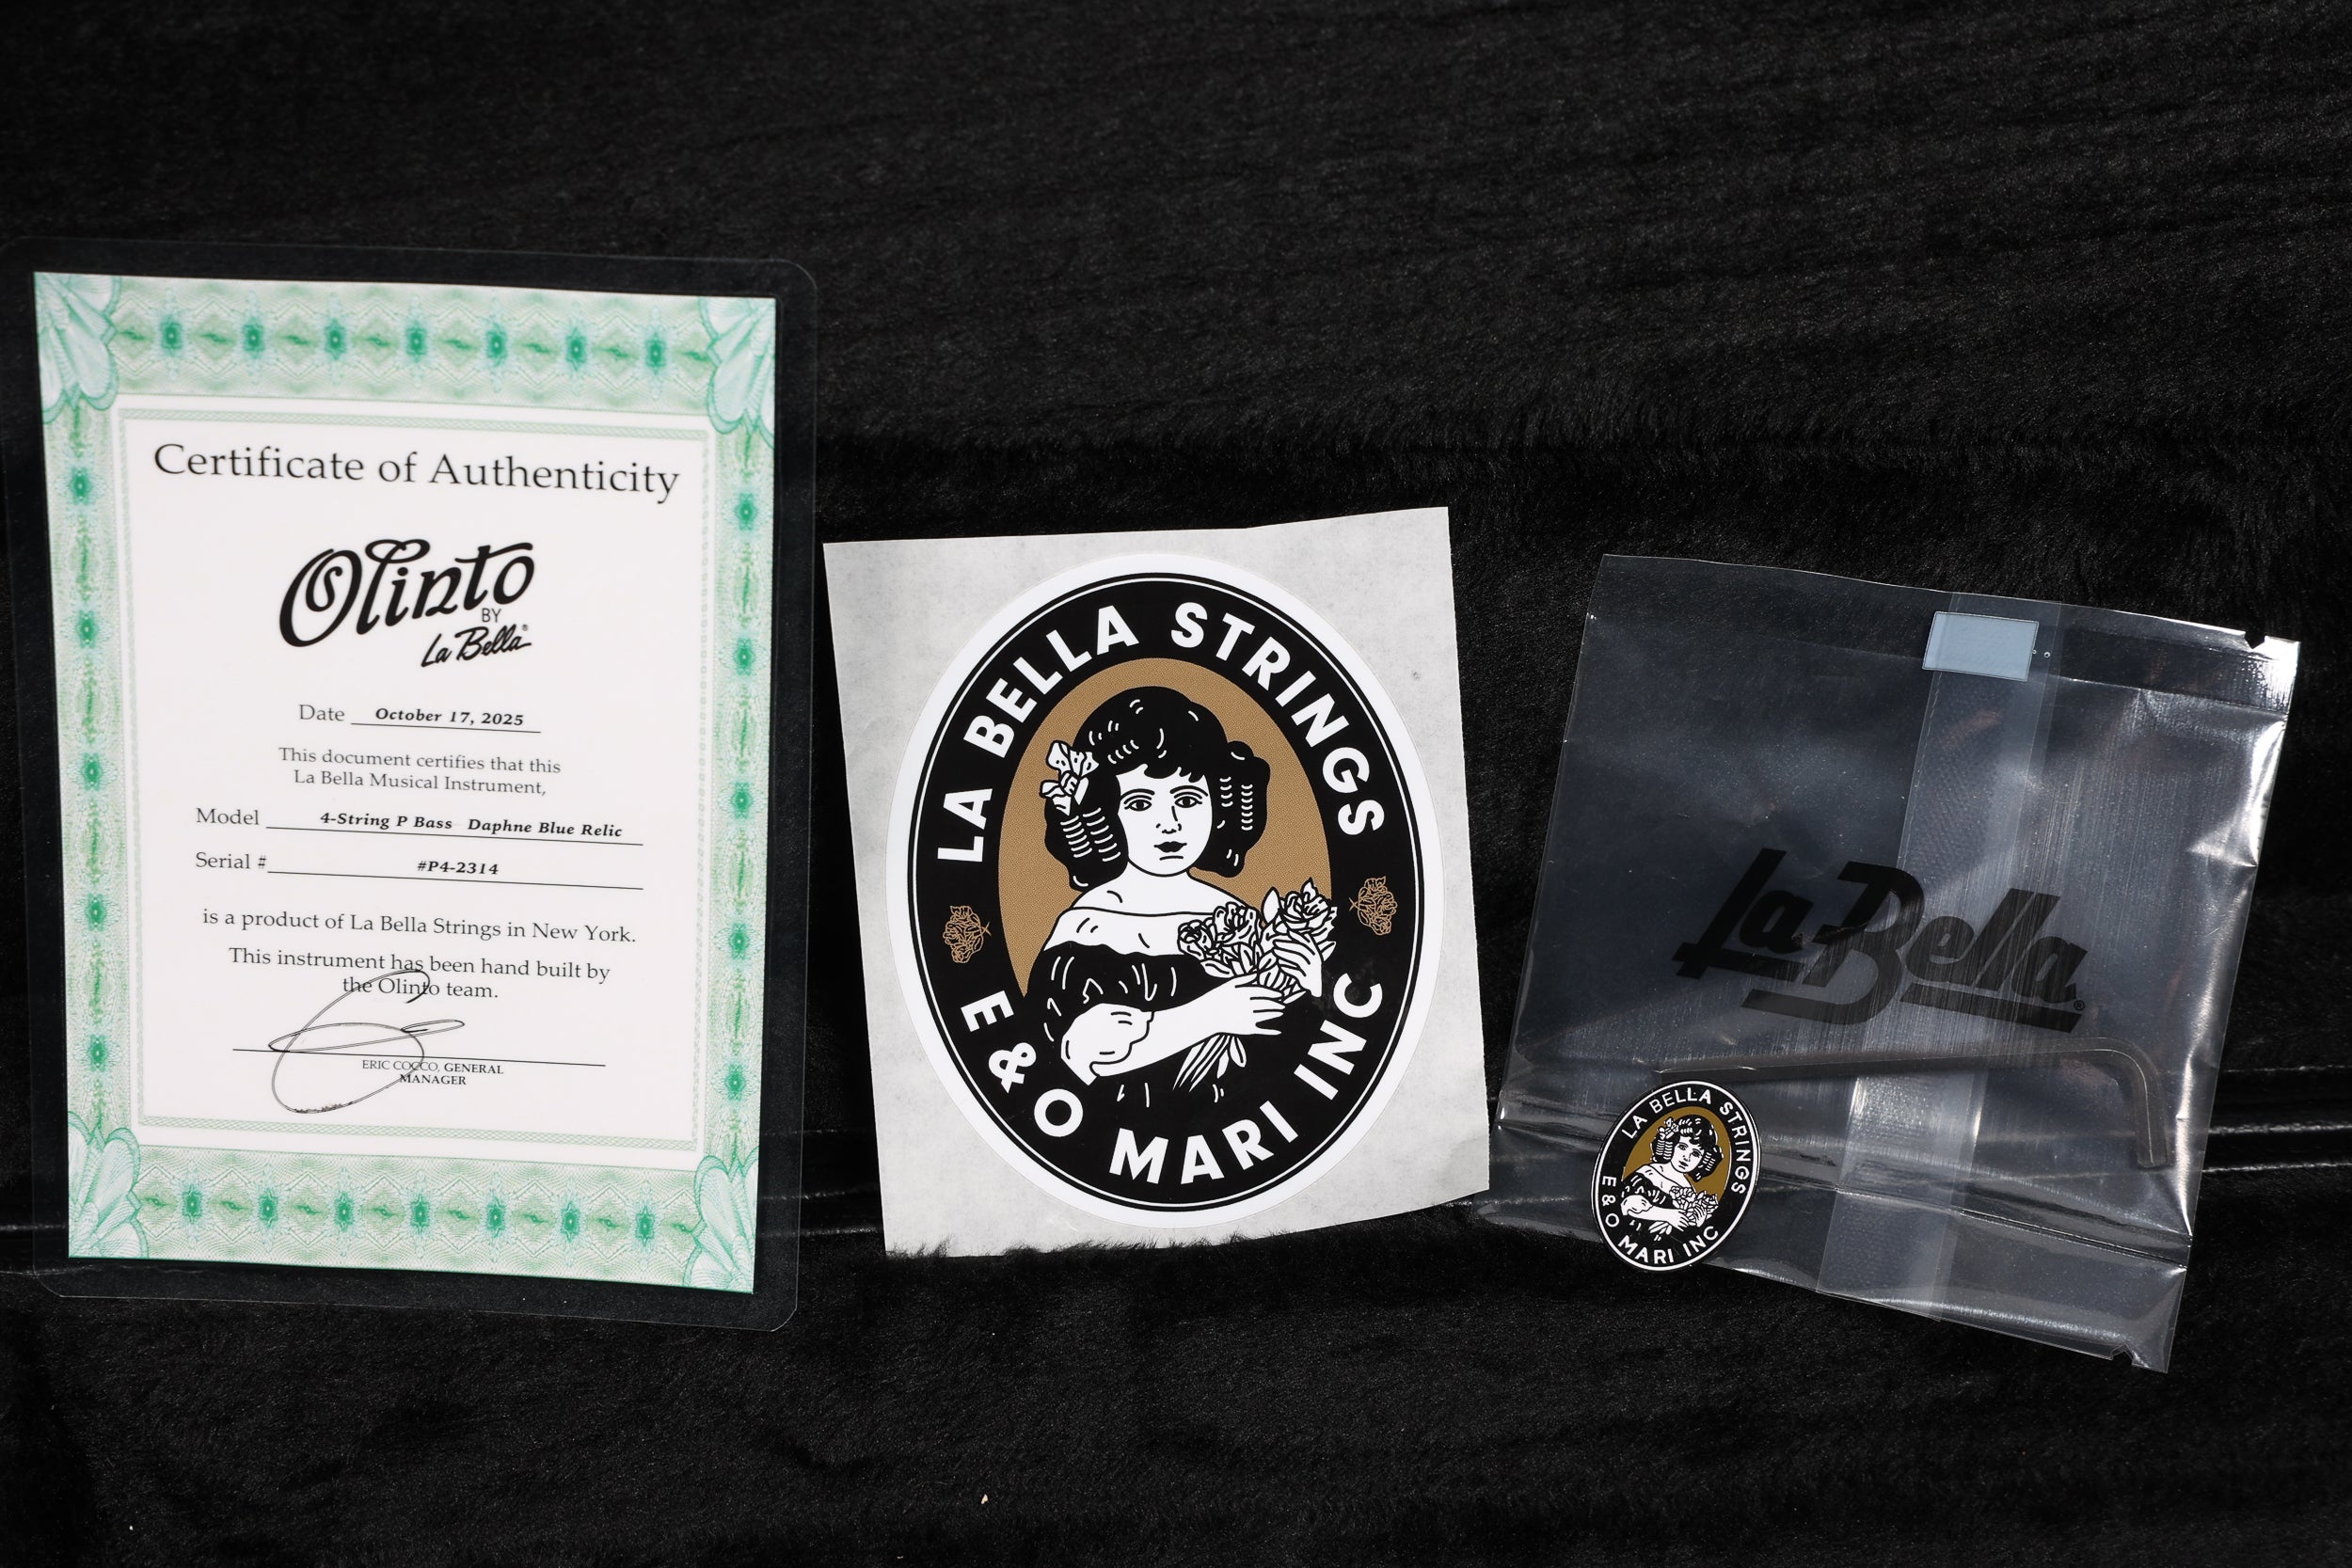 Certificate of Authenticity
Olinto
BY
La Bella®
Date October 17, 2025
This document certifies that this
La Bella Musical Instrument,
Model 4-String P Bass Daphne Blue Relic
Serial # #P4-2314
is a product of La Bella Strings in New York.
This instrument has been hand built by
the Olinto team.
ERIC COCCO, GENERAL
MANAGER
LA BELLA STRINGS
E & O MARI INC
La Bella®
LA BELLA STRINGS
E & O MARI INC